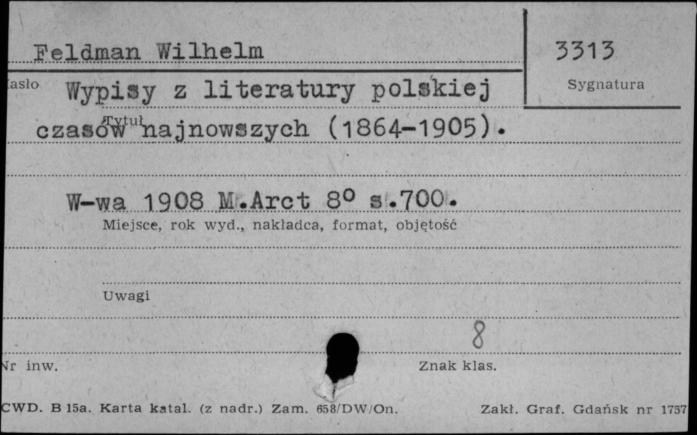 Feldman Wilhelm 3313
asło Wypisy z literatury polskiej Sygnatura
Tytuł
czasów najnowszych (1864-1905).
W-wa 1908 M.Arct 8° s.700.
Miejsce, rok wyd., nakładca, format, objętość
Uwagi
8
Nr inw. Znak klas.
CWD. B 15a. Karta katal. (z nadr.) Zam. 658/DW/On. Zakł. Graf. Gdańsk nr 1757